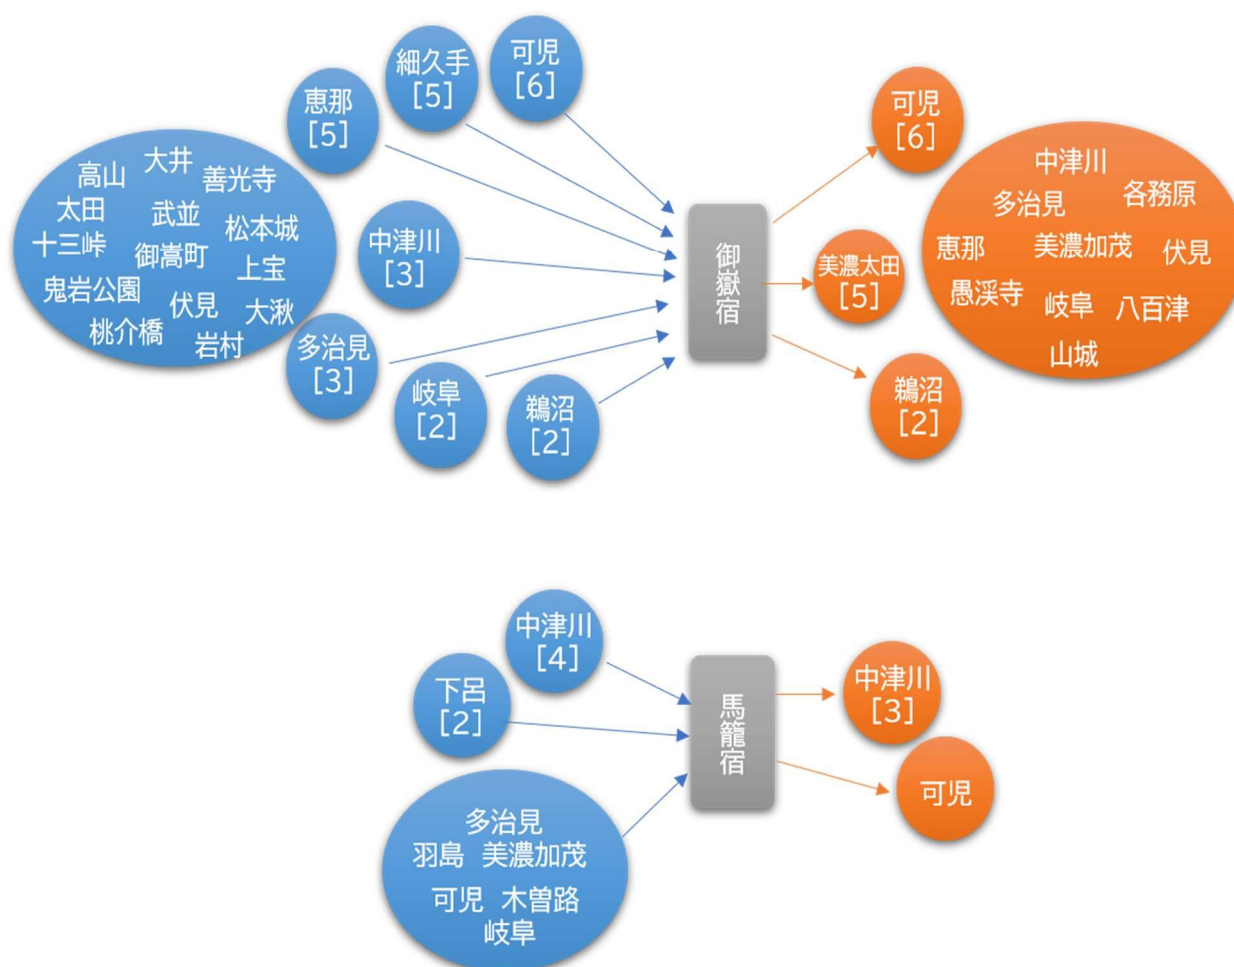 細久手
[5]
可児
[6]
恵那
[5]
高山
大井
善光寺
太田
武並
松本城
十三峠
御嵩町
上宝
鬼岩公園
伏見
大湫
桃介橋
岩村
中津川
[3]
多治見
[3]
岐阜
[2]
鵜沼
[2]
御嶽宿
可児
[6]
美濃太田
[5]
鵜沼
[2]
中津川
多治見
各務原
恵那
美濃加茂
伏見
愚渓寺
岐阜
八百津
山城
中津川
[4]
下呂
[2]
多治見
羽島 美濃加茂
可児 木曽路
岐阜
馬籠宿
中津川
[3]
可児